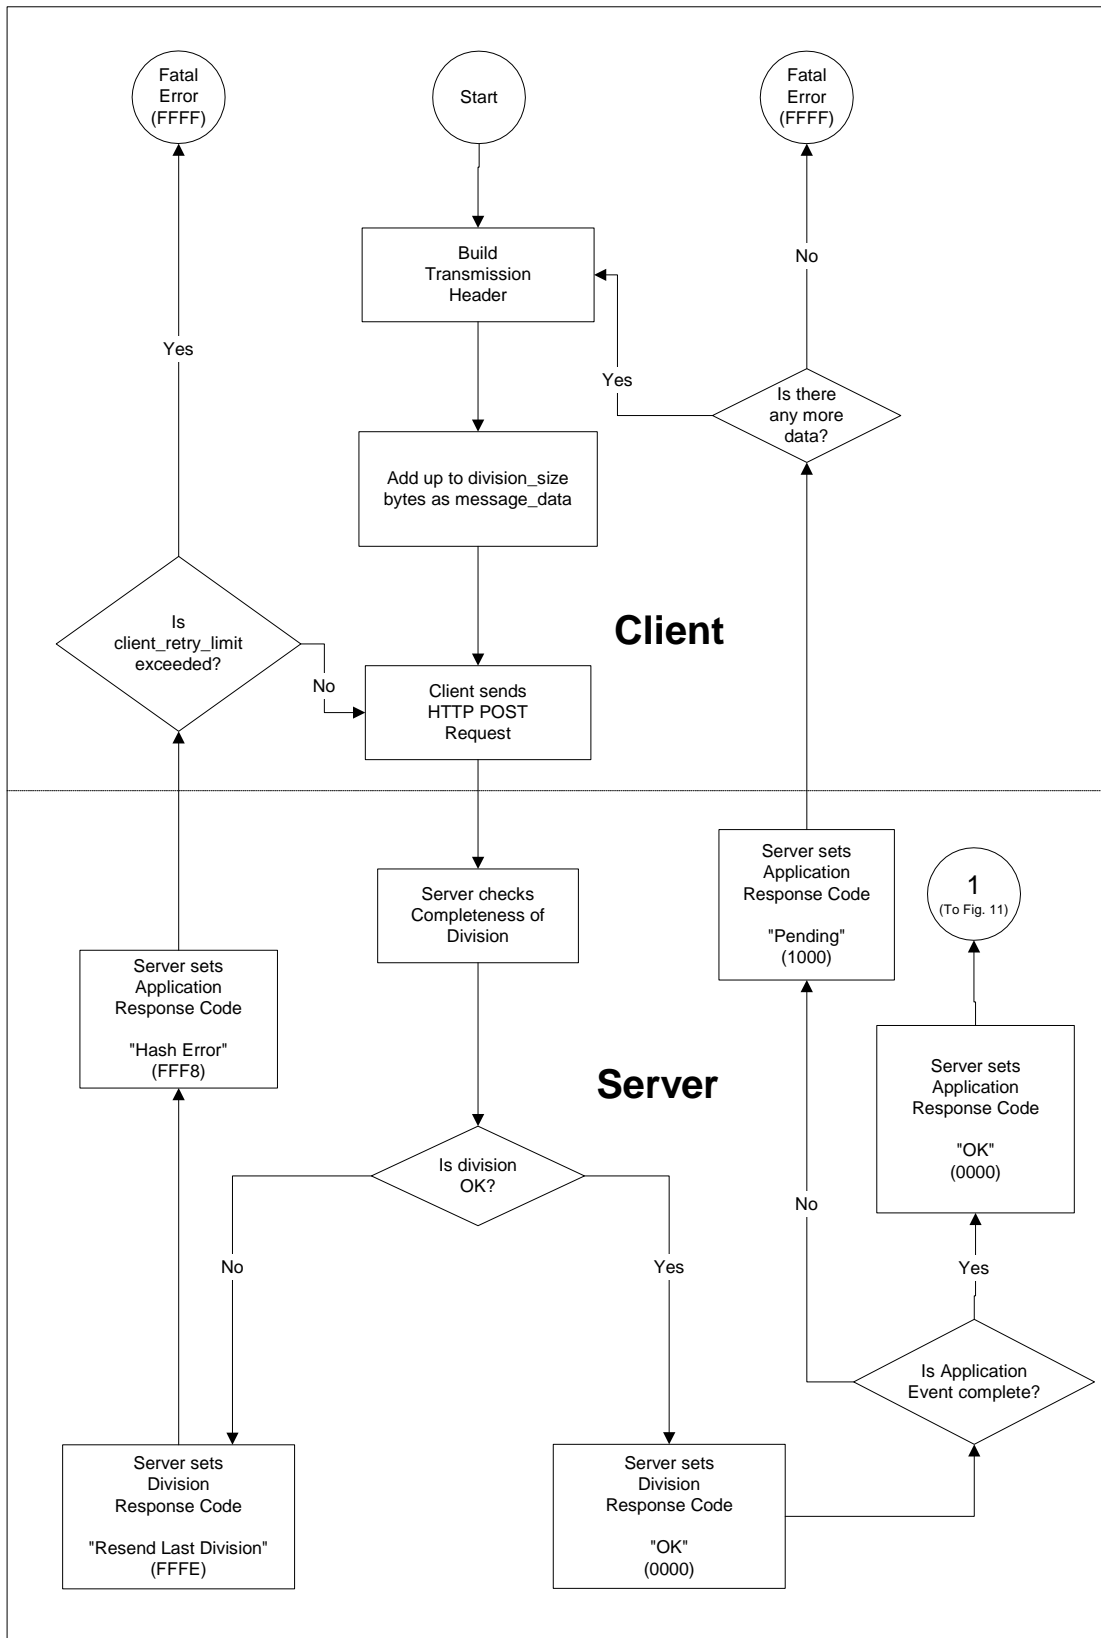 Fatal
Error
(FFFF)
Start
Fatal
Error
(FFFF)
Build
Transmission
Header
No
Yes
Yes
Is there
any more
data?
Add up to division_size
bytes as message_data
Is
client_retry_limit
exceeded?
Client
No
Client sends
HTTP POST
Request
Server sets
Application
Response Code
"Pending"
(1000)
1
(To Fig. 11)
Server checks
Completeness of
Division
Server sets
Application
Response Code
"Hash Error"
(FFF8)
Server
Server sets
Application
Response Code
"OK"
(0000)
Is division
OK?
No
No
Yes
Yes
Is Application
Event complete?
Server sets
Division
Response Code
"Resend Last Division"
(FFFE)
Server sets
Division
Response Code
"OK"
(0000)